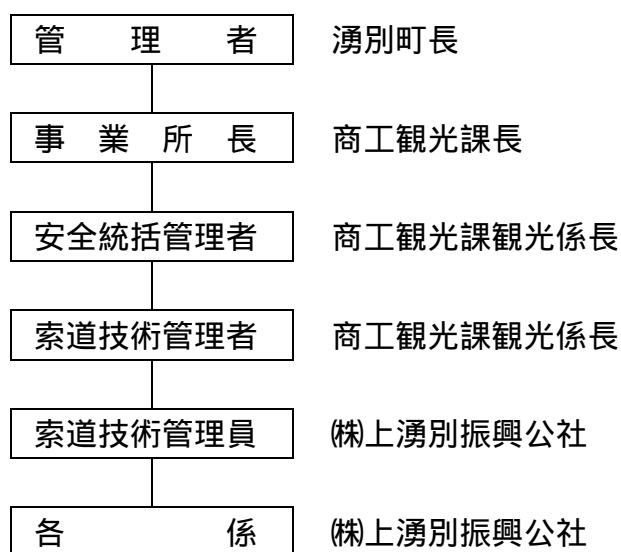 管理者 湧別町長
事業所長 商工観光課長
安全統括管理者 商工観光課観光係長
索道技術管理者 商工観光課観光係長
索道技術管理員 ㈱上湧別振興公社
各係 ㈱上湧別振興公社